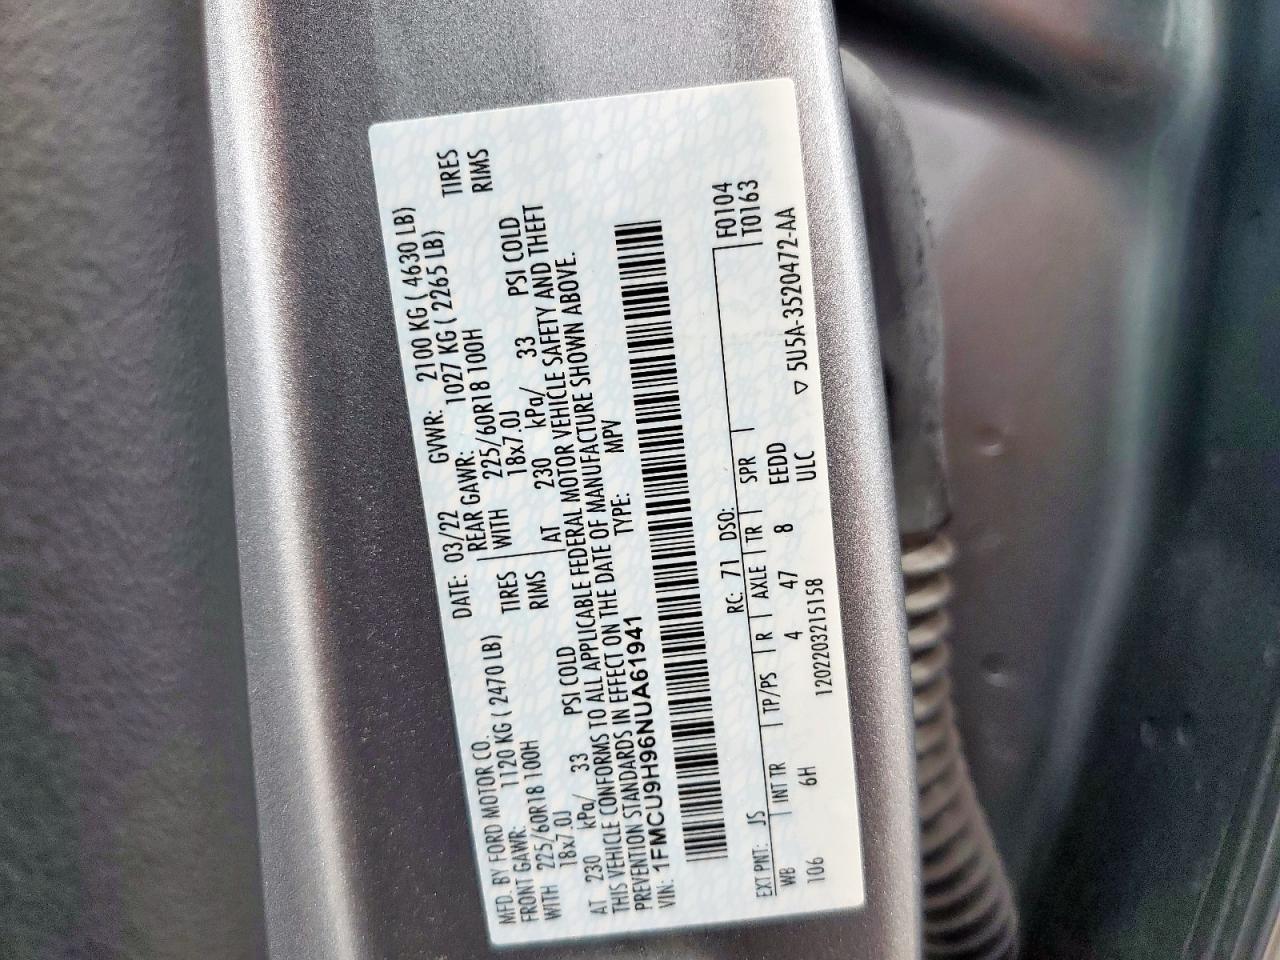 MFD. BY FORD MOTOR CO. DATE: 03/22 GVWR: 2100 KG ( 4630 LB)
FRONT GAWR: 1120 KG ( 2470 LB) REAR GAWR: 1027 KG ( 2265 LB)
WITH 225/60R18 100H TIRES WITH 225/60R18 100H TIRES
18x7.0J RIMS 18x7.0J RIMS
AT 230 kPa/ 33 PSI COLD AT 230 kPa/ 33 PSI COLD
THIS VEHICLE CONFORMS TO ALL APPLICABLE FEDERAL MOTOR VEHICLE SAFETY AND THEFT
PREVENTION STANDARDS IN EFFECT ON THE DATE OF MANUFACTURE SHOWN ABOVE.
VIN: 1FMCU9H96NUA61941 TYPE: MPV
EXT PNT: JS RC: 71 DSO: F0104
WB INT TR TP/PS R AXLE TR SPR T0163
106 6H 4 47 8 EEDD
ULC
1202203215158 ▽ 5U5A-3520472-AA